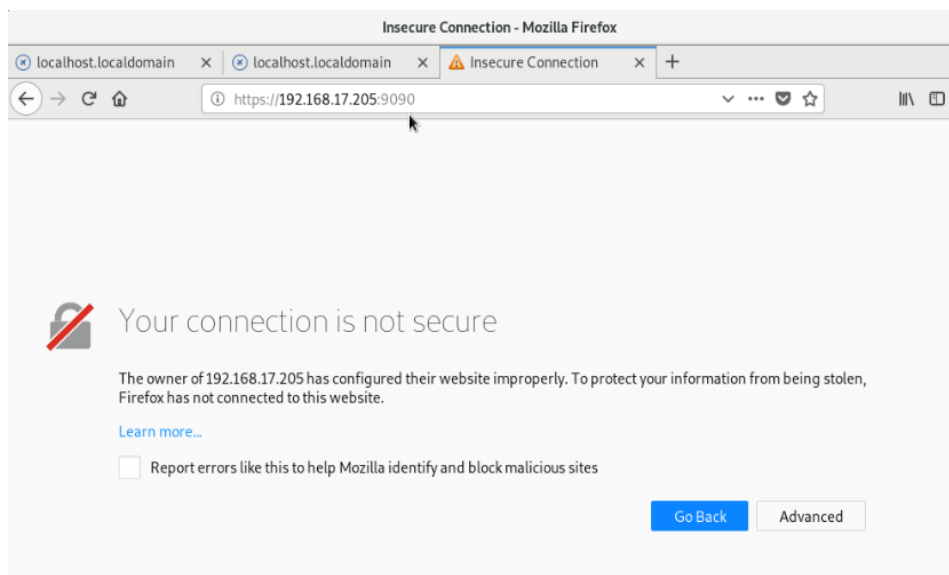 Insecure Connection - Mozilla Firefox
localhost.localdomain localhost.localdomain Insecure Connection
https://192.168.17.205:9090
Your connection is not secure
The owner of 192.168.17.205 has configured their website improperly. To protect your information from being stolen,
Firefox has not connected to this website.
Learn more...
Report errors like this to help Mozilla identify and block malicious sites
Go Back Advanced